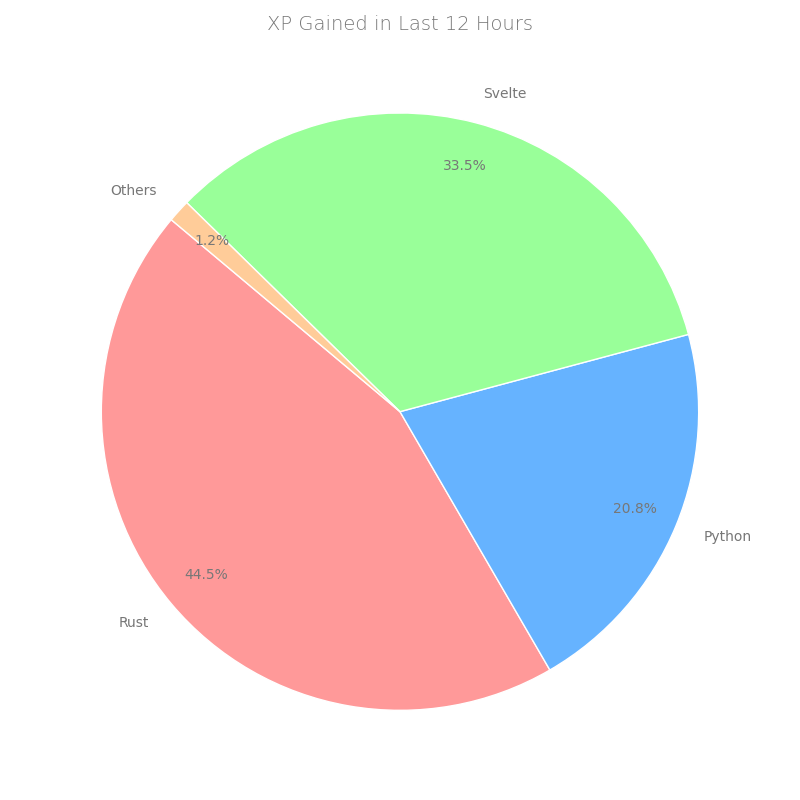 XP Gained in Last 12 Hours
Svelte
33.5%
Others
1.2%
20.8%
Python
44.5%
Rust